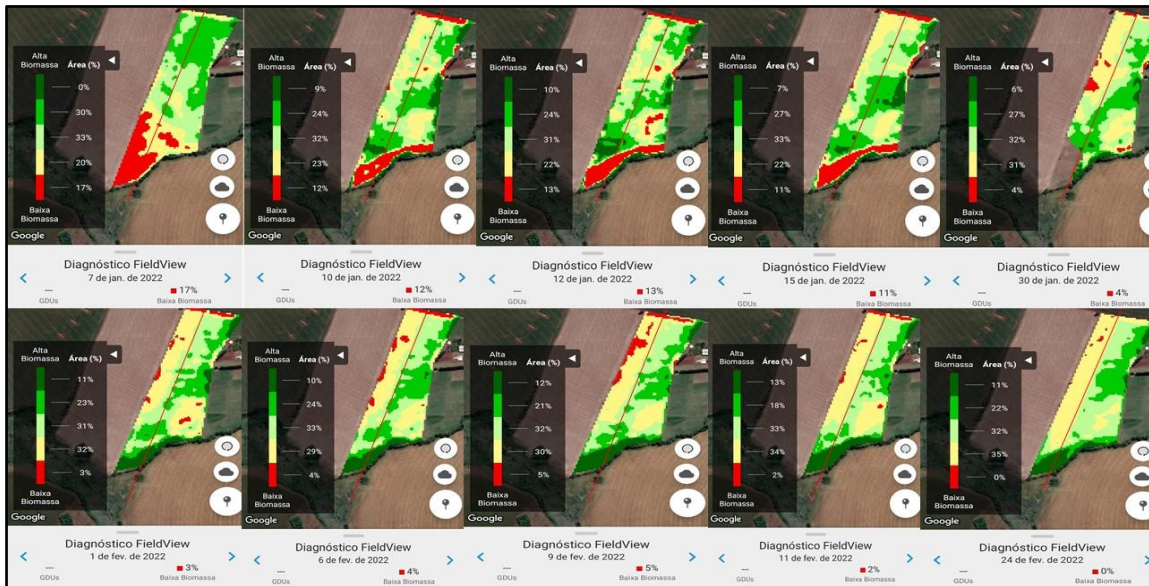 Alta
Biomassa
Área (%)
0%
30%
33%
20%
17%
Baixa
Biomassa
Google
Diagnóstico FieldView
7 de jan. de 2022
---
GDUs
17%
Baixa Biomassa
Alta
Biomassa
Área (%)
9%
24%
32%
23%
12%
Baixa
Biomassa
Google
Diagnóstico FieldView
10 de jan. de 2022
---
GDUs
12%
Baixa Biomassa
Alta
Biomassa
Área (%)
10%
24%
31%
22%
13%
Baixa
Biomassa
Google
Diagnóstico FieldView
12 de jan. de 2022
---
GDUs
13%
Baixa Biomassa
Alta
Biomassa
Área (%)
7%
27%
33%
22%
11%
Baixa
Biomassa
Google
Diagnóstico FieldView
15 de jan. de 2022
---
GDUs
11%
Baixa Biomassa
Alta
Biomassa
Área (%)
6%
27%
32%
31%
4%
Baixa
Biomassa
Google
Diagnóstico FieldView
30 de jan. de 2022
---
GDUs
4%
Baixa Biomassa
Alta
Biomassa
Área (%)
11%
23%
31%
32%
3%
Baixa
Biomassa
Google
Diagnóstico FieldView
1 de fev. de 2022
---
GDUs
3%
Baixa Biomassa
Alta
Biomassa
Área (%)
10%
24%
33%
29%
4%
Baixa
Biomassa
Google
Diagnóstico FieldView
6 de fev. de 2022
---
GDUs
4%
Baixa Biomassa
Alta
Biomassa
Área (%)
12%
21%
32%
30%
5%
Baixa
Biomassa
Google
Diagnóstico FieldView
9 de fev. de 2022
---
GDUs
5%
Baixa Biomassa
Alta
Biomassa
Área (%)
13%
18%
33%
34%
2%
Baixa
Biomassa
Google
Diagnóstico FieldView
11 de fev. de 2022
---
GDUs
2%
Baixa Biomassa
Alta
Biomassa
Área (%)
11%
22%
32%
35%
0%
Baixa
Biomassa
Google
Diagnóstico FieldView
24 de fev. de 2022
---
GDUs
0%
Baixa Biomassa